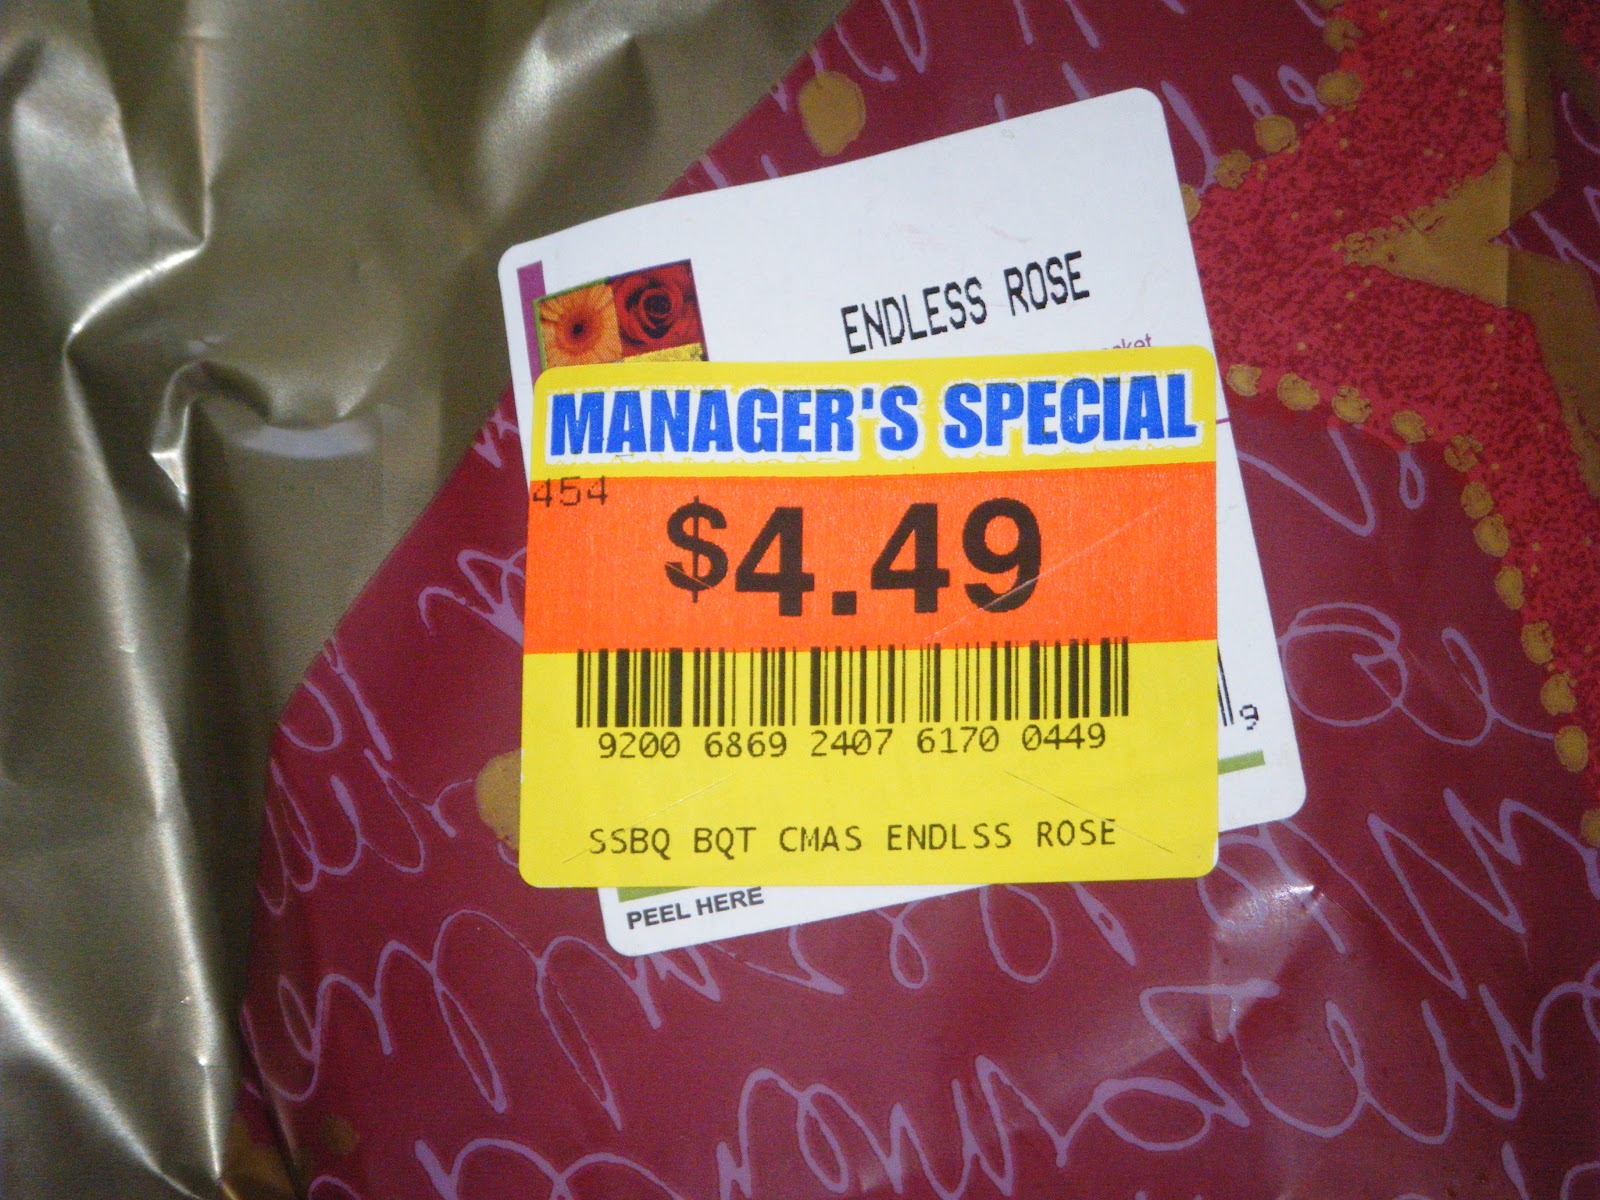 ENDLESS ROSE
MANAGER'S SPECIAL
454
$4.49
9200 6869 2407 6170 0449
9
SSBQ BQT CMAS ENDLSS ROSE
PEEL HERE